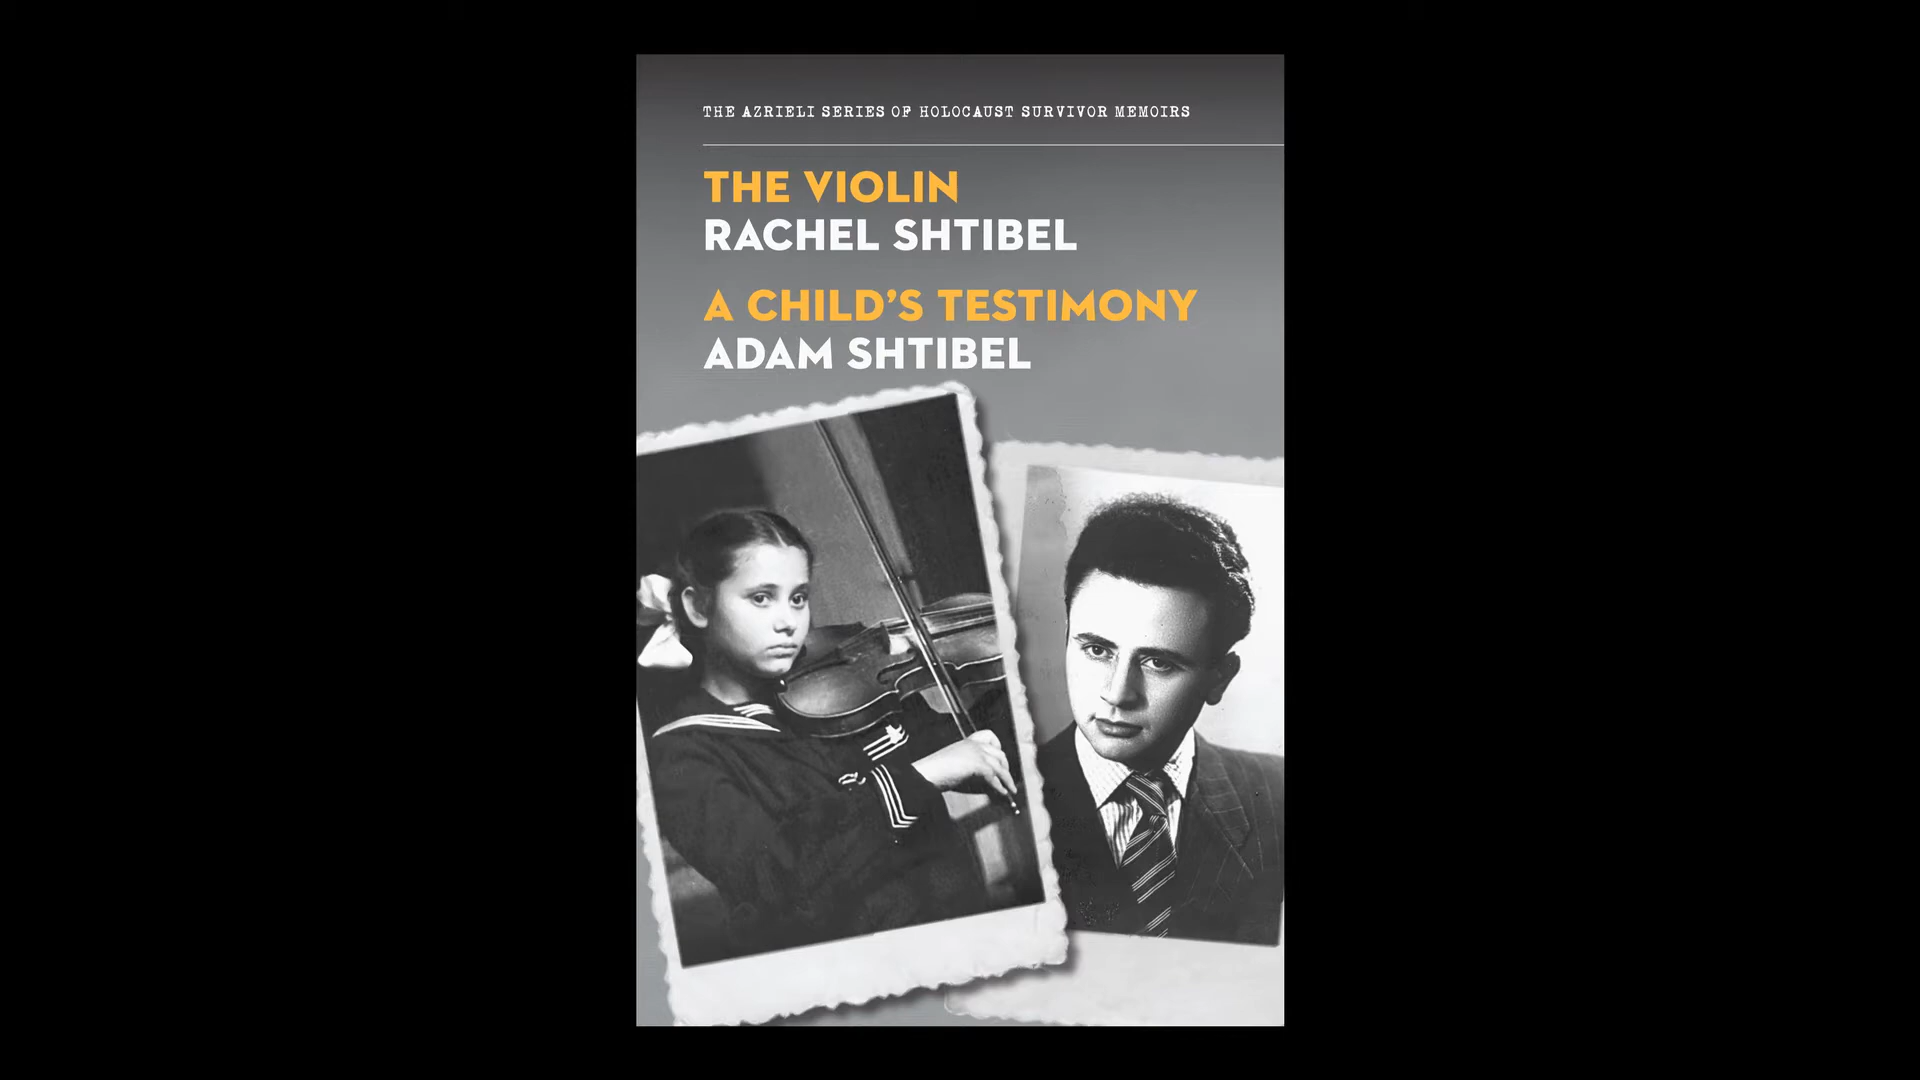 THE AZRIELI SERIES OF HOLOCAUST SURVIVOR MEMOIRS
THE VIOLIN
RACHEL SHTIBEL
A CHILD'S TESTIMONY
ADAM SHTIBEL